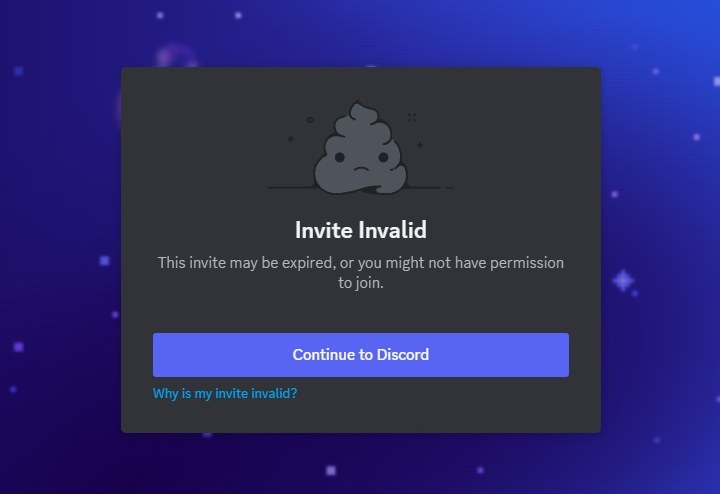 Invite Invalid
This invite may be expired, or you might not have permission
to join.
Continue to Discord
Why is my invite invalid?